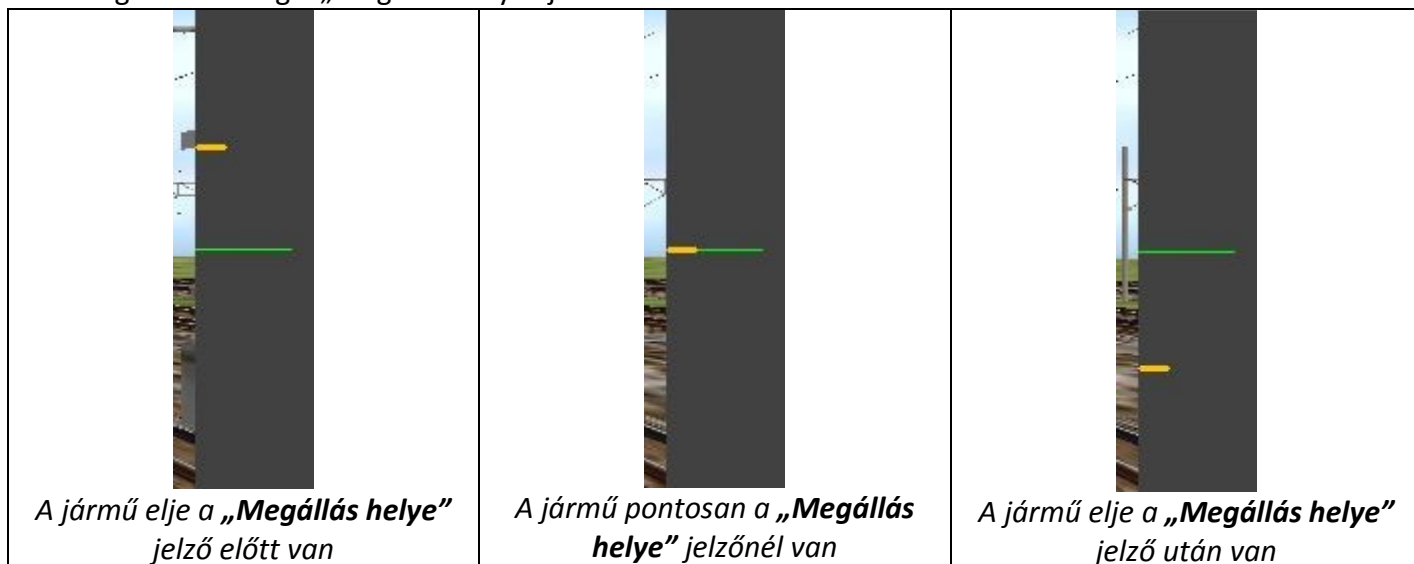 A jármű elje a „Megállás helye”
jelző előtt van
A jármű pontosan a „Megállás
helye” jelzőnél van
A jármű elje a „Megállás helye”
jelző után van